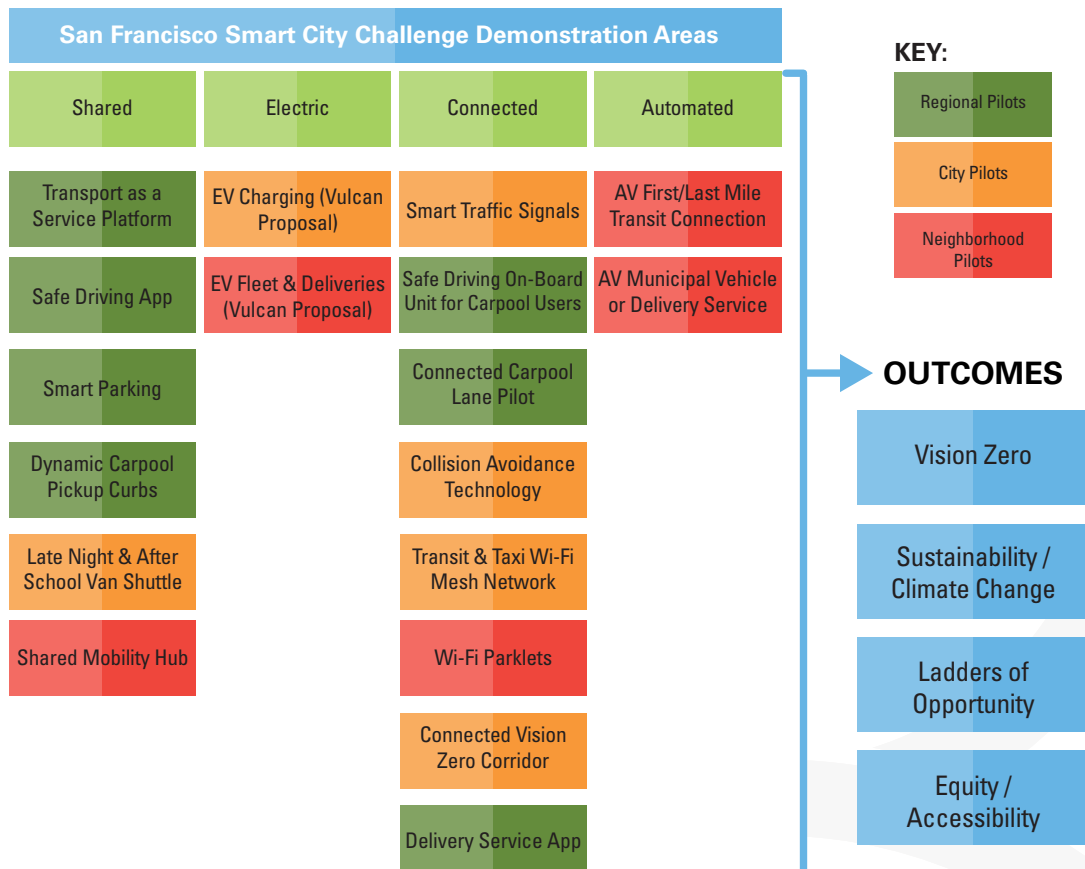 San Francisco Smart City Challenge Demonstration Areas
Shared
Electric
Connected
Automated
Transport as a
Service Platform
EV Charging (Vulcan
Proposal)
Smart Traffic Signals
AV First/Last Mile
Transit Connection
Safe Driving App
EV Fleet & Deliveries
(Vulcan Proposal)
Safe Driving On-Board
Unit for Carpool Users
AV Municipal Vehicle
or Delivery Service
Smart Parking
Connected Carpool
Lane Pilot
Dynamic Carpool
Pickup Curbs
Collision Avoidance
Technology
Late Night & After
School Van Shuttle
Transit & Taxi Wi-Fi
Mesh Network
Shared Mobility Hub
Wi-Fi Parklets
Connected Vision
Zero Corridor
Delivery Service App
KEY:
Regional Pilots
City Pilots
Neighborhood
Pilots
OUTCOMES
Vision Zero
Sustainability /
Climate Change
Ladders of
Opportunity
Equity /
Accessibility